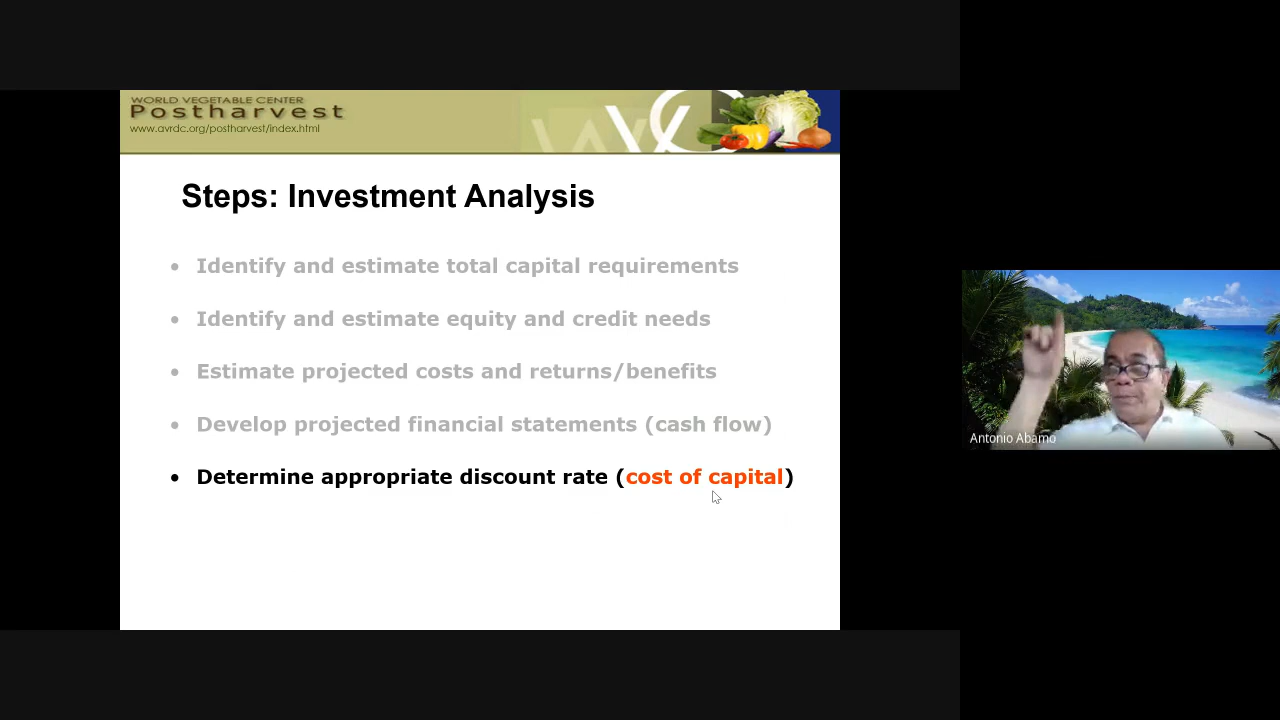 WORLD VEGETABLE CENTER
Postharvest
www.avrdc.org/postharvest/index.html
Steps: Investment Analysis
• Identify and estimate total capital requirements
• Identify and estimate equity and credit needs
• Estimate projected costs and returns/benefits
• Develop projected financial statements (cash flow)
• Determine appropriate discount rate (cost of capital)
Antonio Abamo